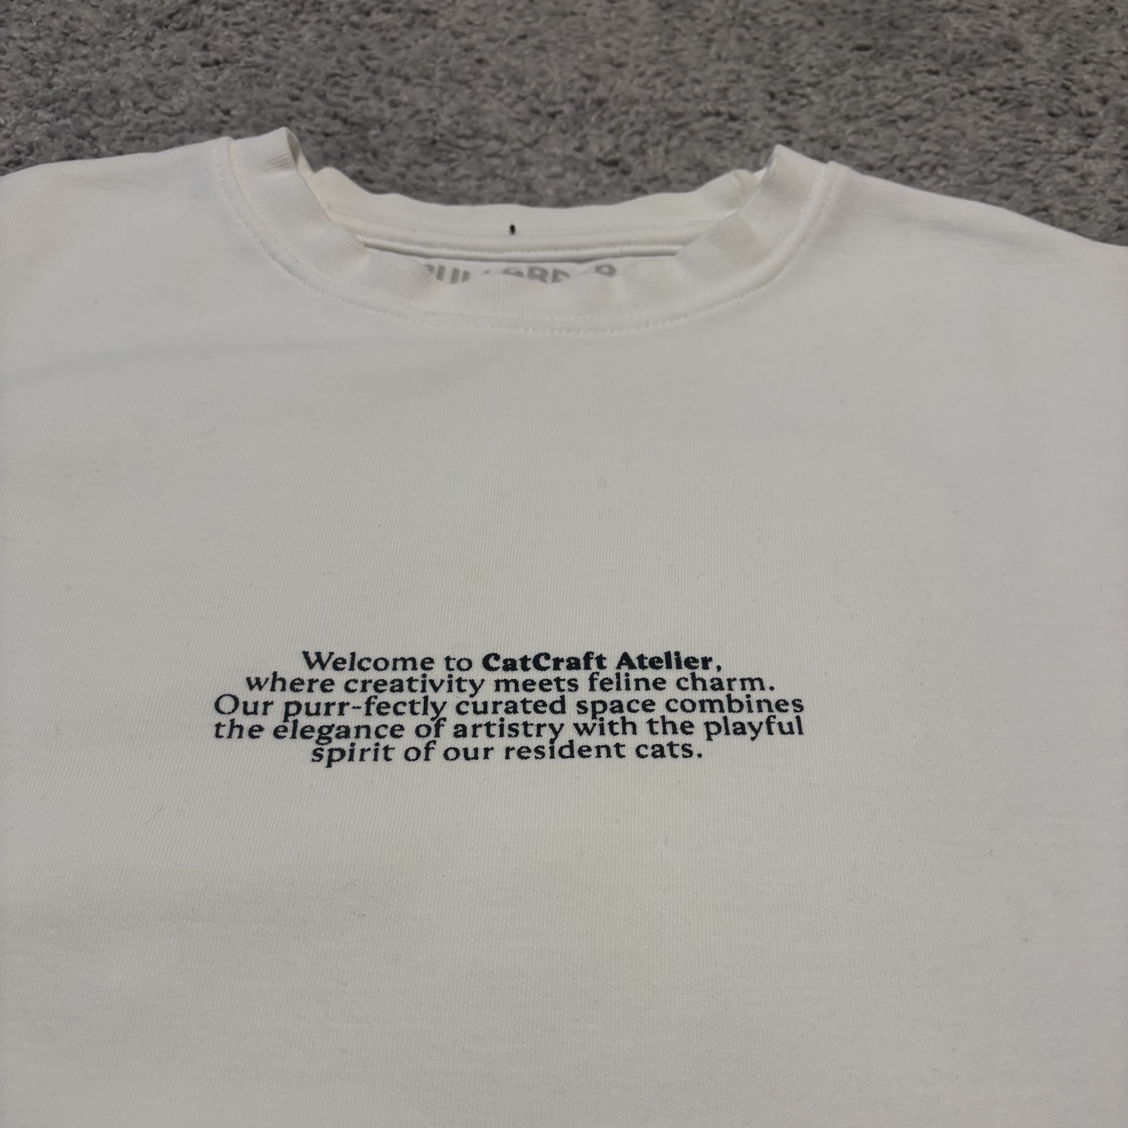 Welcome to CatCraft Atelier,
where creativity meets feline charm.
Our purr-fectly curated space combines
the elegance of artistry with the playful
spirit of our resident cats.